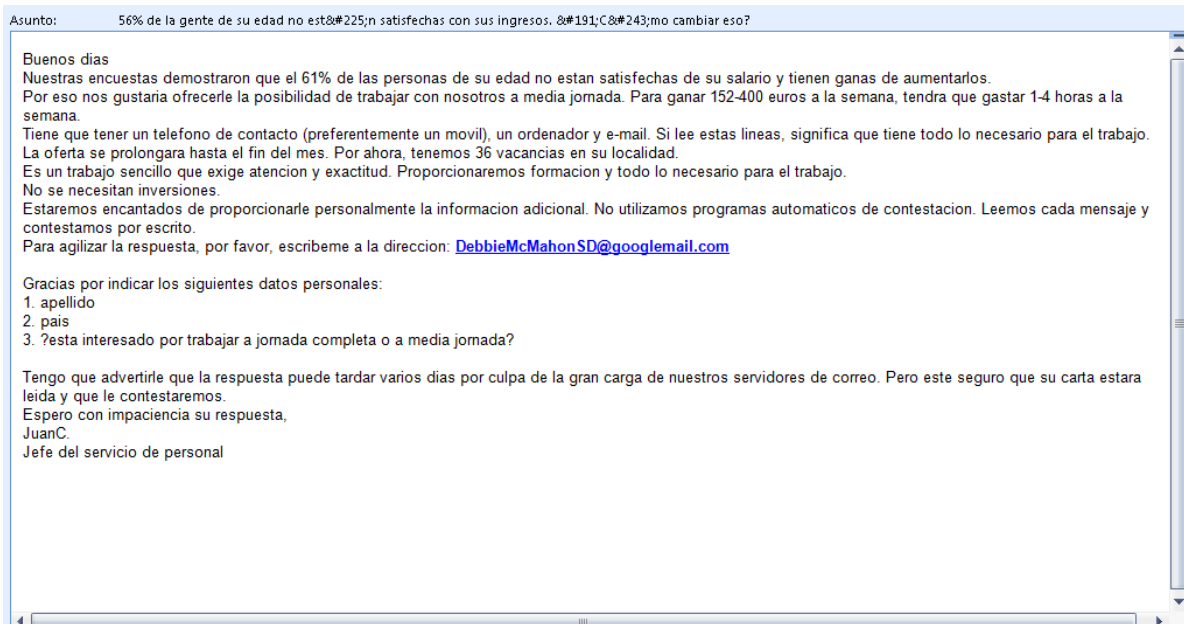 Asunto: 56% de la gente de su edad no est&#225;n satisfechas con sus ingresos. &#191;C&#243;mo cambiar eso?
Buenos dias
Nuestras encuestas demostraron que el 61% de las personas de su edad no estan satisfechas de su salario y tienen ganas de aumentarlos.
Por eso nos gustaria ofrecerle la posibilidad de trabajar con nosotros a media jornada. Para ganar 152-400 euros a la semana, tendra que gastar 1-4 horas a la
semana.
Tiene que tener un telefono de contacto (preferentemente un movil), un ordenador y e-mail. Si lee estas lineas, significa que tiene todo lo necesario para el trabajo.
La oferta se prolongara hasta el fin del mes. Por ahora, tenemos 36 vacancias en su localidad.
Es un trabajo sencillo que exige atencion y exactitud. Proporcionaremos formacion y todo lo necesario para el trabajo.
No se necesitan inversiones.
Estaremos encantados de proporcionarle personalmente la informacion adicional. No utilizamos programas automaticos de contestacion. Leemos cada mensaje y
contestamos por escrito.
Para agilizar la respuesta, por favor, escribeme a la direccion: DebbieMcMahonSD@googlemail.com
Gracias por indicar los siguientes datos personales:
1. apellido
2. pais
3. ?esta interesado por trabajar a jornada completa o a media jornada?
Tengo que advertirle que la respuesta puede tardar varios dias por culpa de la gran carga de nuestros servidores de correo. Pero este seguro que su carta estara
leida y que le contestaremos.
Espero con impaciencia su respuesta,
JuanC.
Jefe del servicio de personal